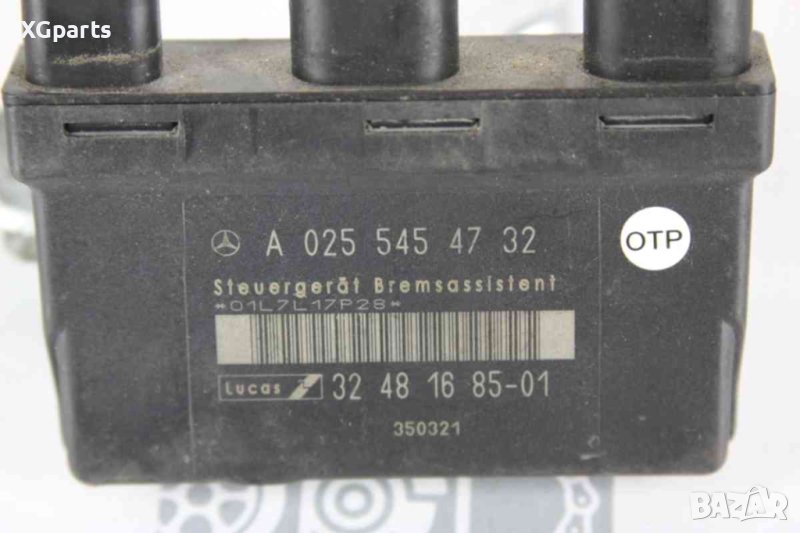 XGparts
A 025 545 47 32
OTP
Steuergerät Bremsassistent
*01L7L17P28*
Lucas 32 48 16 85-01
350321
BAZAR